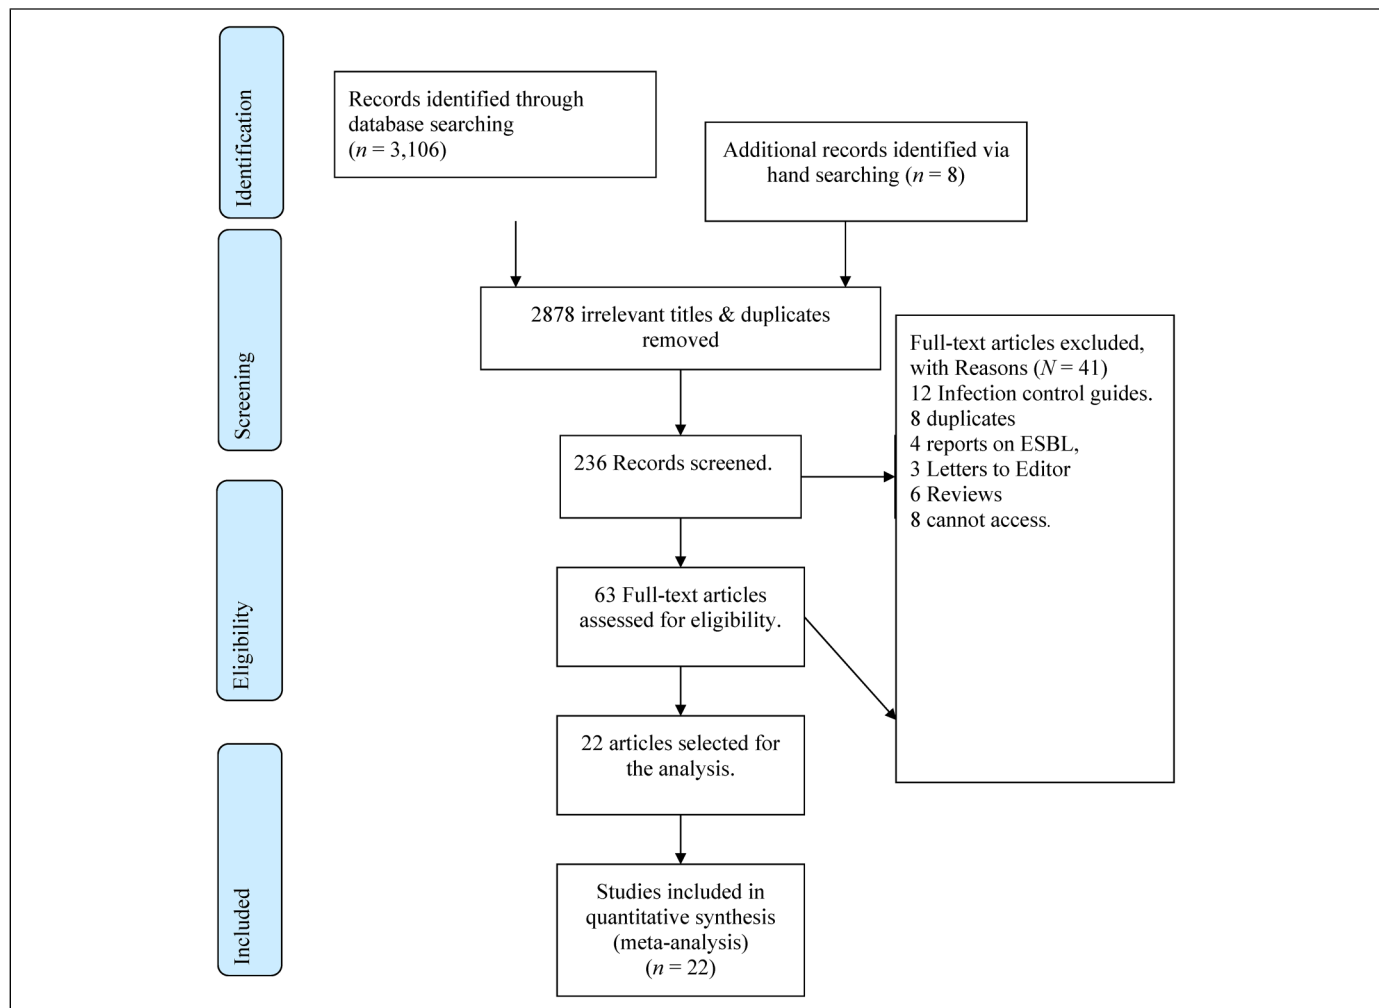 Identification
Records identified through
database searching
(n = 3,106)
Additional records identified via
hand searching (n = 8)
Screening
2878 irrelevant titles & duplicates
removed
236 Records screened.
Full-text articles excluded,
with Reasons (N = 41)
12 Infection control guides.
8 duplicates
4 reports on ESBL,
3 Letters to Editor
6 Reviews
8 cannot access.
Eligibility
63 Full-text articles
assessed for eligibility.
22 articles selected for
the analysis.
Included
Studies included in
quantitative synthesis
(meta-analysis)
(n = 22)